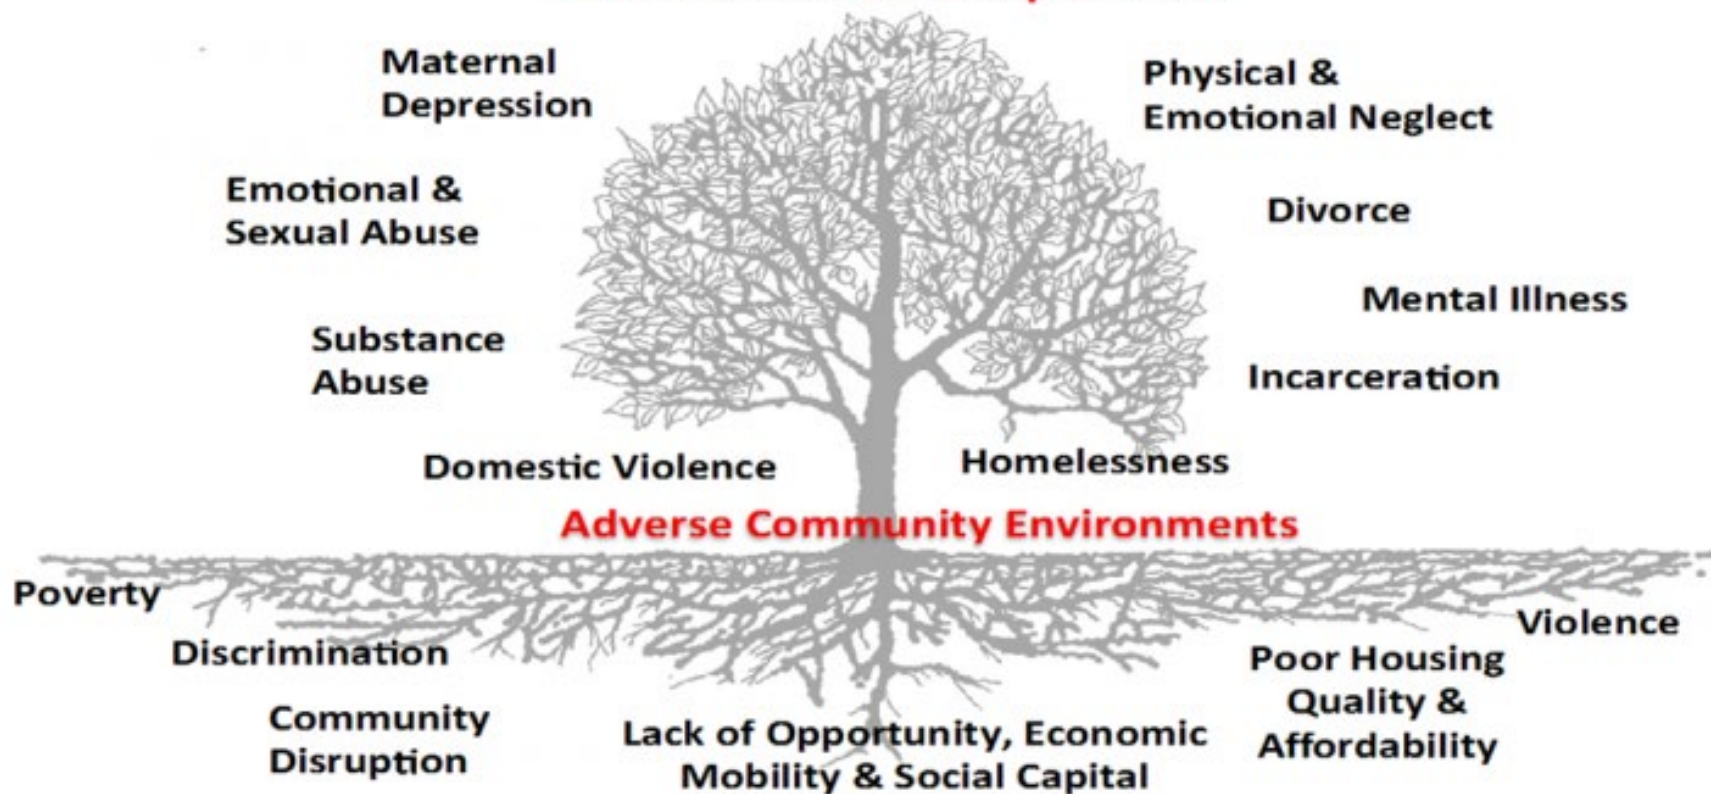 Maternal
Depression
Physical &
Emotional Neglect
Emotional &
Sexual Abuse
Divorce
Mental Illness
Substance
Abuse
Incarceration
Domestic Violence
Homelessness
Adverse Community Environments
Poverty
Violence
Discrimination
Poor Housing
Quality &
Affordability
Community
Disruption
Lack of Opportunity, Economic
Mobility & Social Capital